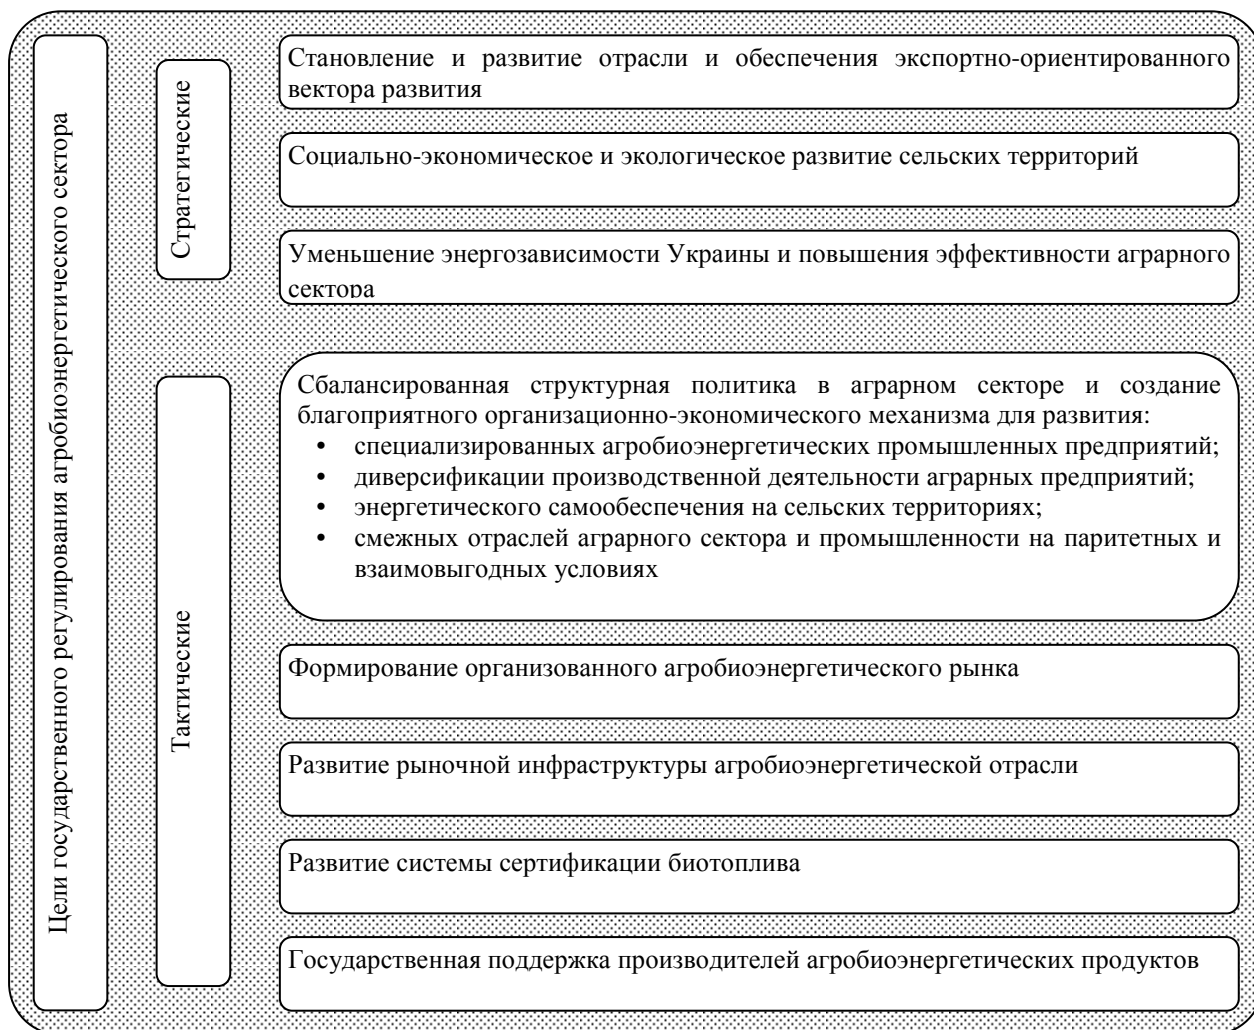 Цели государственного регулирования агробиоэнергетического сектора
Стратегические
Становление и развитие отрасли и обеспечения экспортно-ориентированного
вектора развития
Социально-экономическое и экологическое развитие сельских территорий
Уменьшение энергозависимости Украины и повышения эффективности аграрного
сектора
Тактические
Сбалансированная структурная политика в аграрном секторе и создание
благоприятного организационно-экономического механизма для развития:
• специализированных агробиоэнергетических промышленных предприятий;
• диверсификации производственной деятельности аграрных предприятий;
• энергетического самообеспечения на сельских территориях;
• смежных отраслей аграрного сектора и промышленности на паритетных и
взаимовыгодных условиях
Формирование организованного агробиоэнергетического рынка
Развитие рыночной инфраструктуры агробиоэнергетической отрасли
Развитие системы сертификации биотоплива
Государственная поддержка производителей агробиоэнергетических продуктов